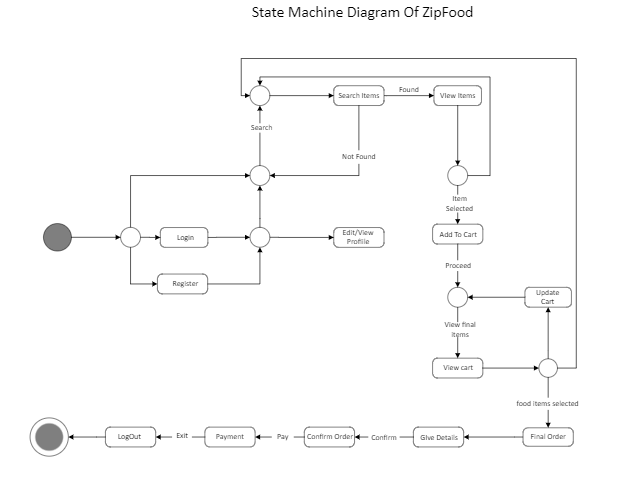 State Machine Diagram Of ZipFood
Search Items
Found
View Items
Search
Not Found
Item
Selected
Login
Edit/View
Profile
Add To Cart
Register
Proceed
Update
Cart
View final
items
View cart
food items selected
LogOut
Exit
Payment
Pay
Confirm Order
Confirm
Give Details
Final Order